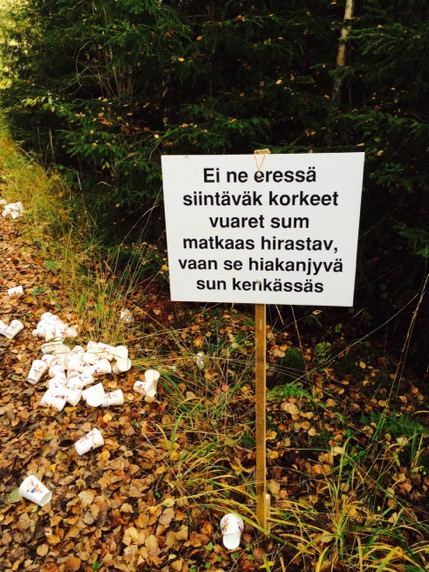 Ei ne eressä
siintäväk korkeet
vuaret sum
matkaas hirastav,
vaan se hiakanjyvä
sun kenkässäs